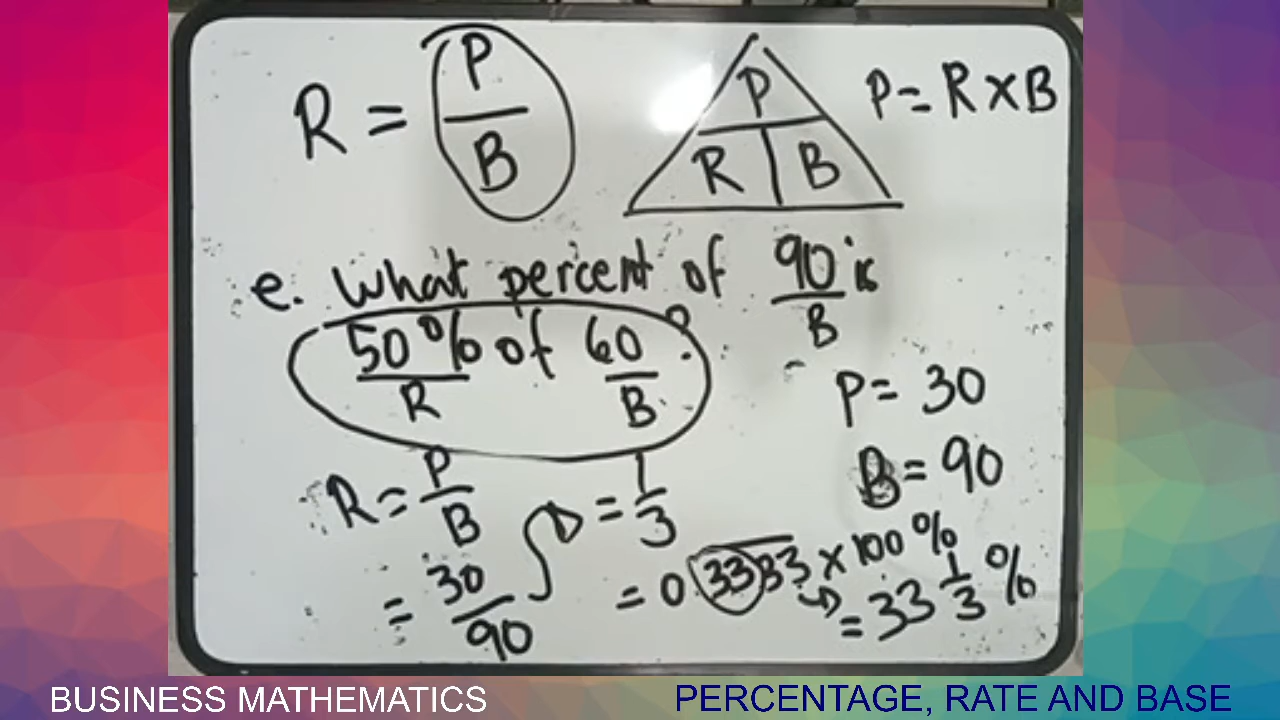 R = P/B
P
R B
P = R x B
e. What percent of 90 is
B
50% of 60?
R B
P = 30
B = 90
R = P/B
= 30/90
= 1/3
= 0.3333 x 100%
= 33 1/3 %
BUSINESS MATHEMATICS
PERCENTAGE, RATE AND BASE